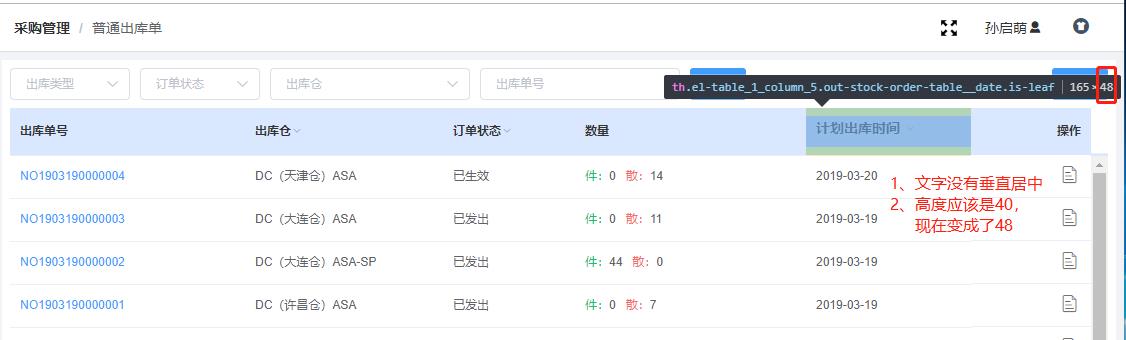 采购管理 / 普通出库单
孙启萌
出库类型 订单状态 出库仓 出库单号
th.el-table_1_column_5.out-stock-order-table__date.is-leaf | 165×48
出库单号 出库仓 订单状态 数量 计划出库时间 操作
NO1903190000004 DC（天津仓）ASA 已生效 件：0 散：14 2019-03-20
1、文字没有垂直居中
NO1903190000003 DC（大连仓）ASA 已发出 件：0 散：11 2019-03-19
2、高度应该是40，
现在变成了48
NO1903190000002 DC（大连仓）ASA-SP 已发出 件：44 散：0 2019-03-19
NO1903190000001 DC（许昌仓）ASA 已发出 件：0 散：7 2019-03-19